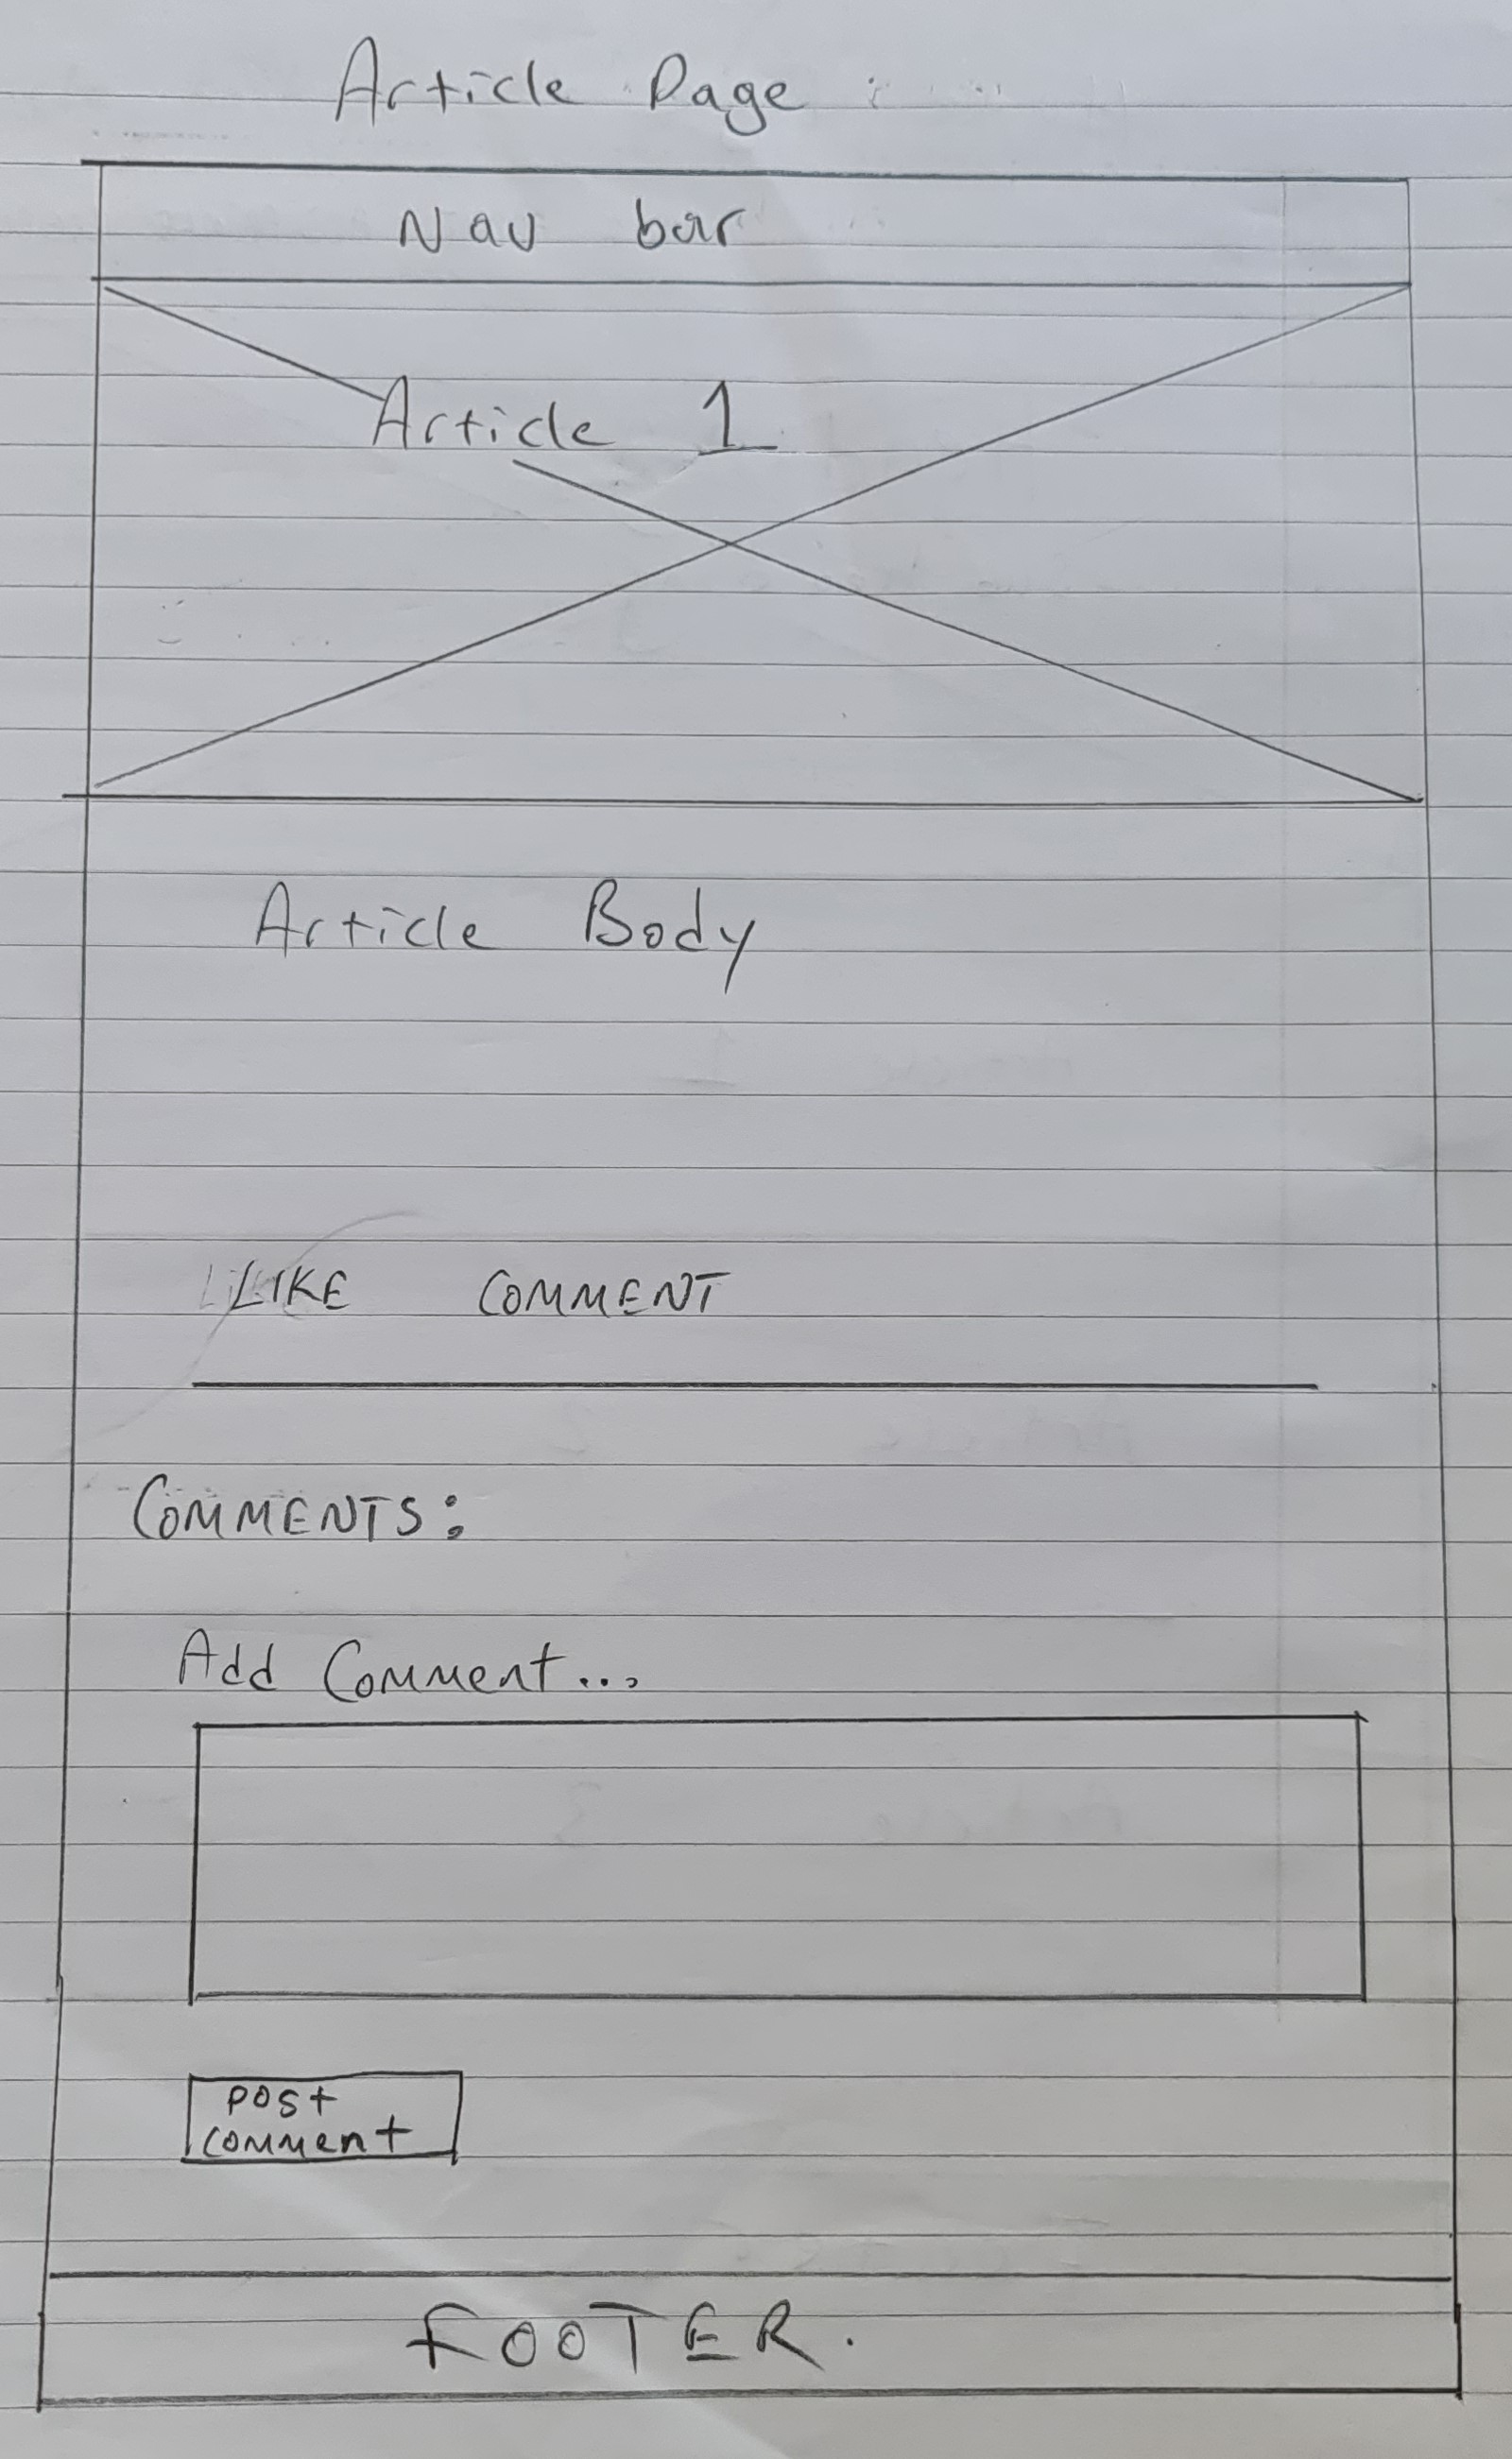 Article Page
Nav bar
Article 1
Article Body
LIKE COMMENT
COMMENTS:
Add Comment...
post
comment
FOOTER.